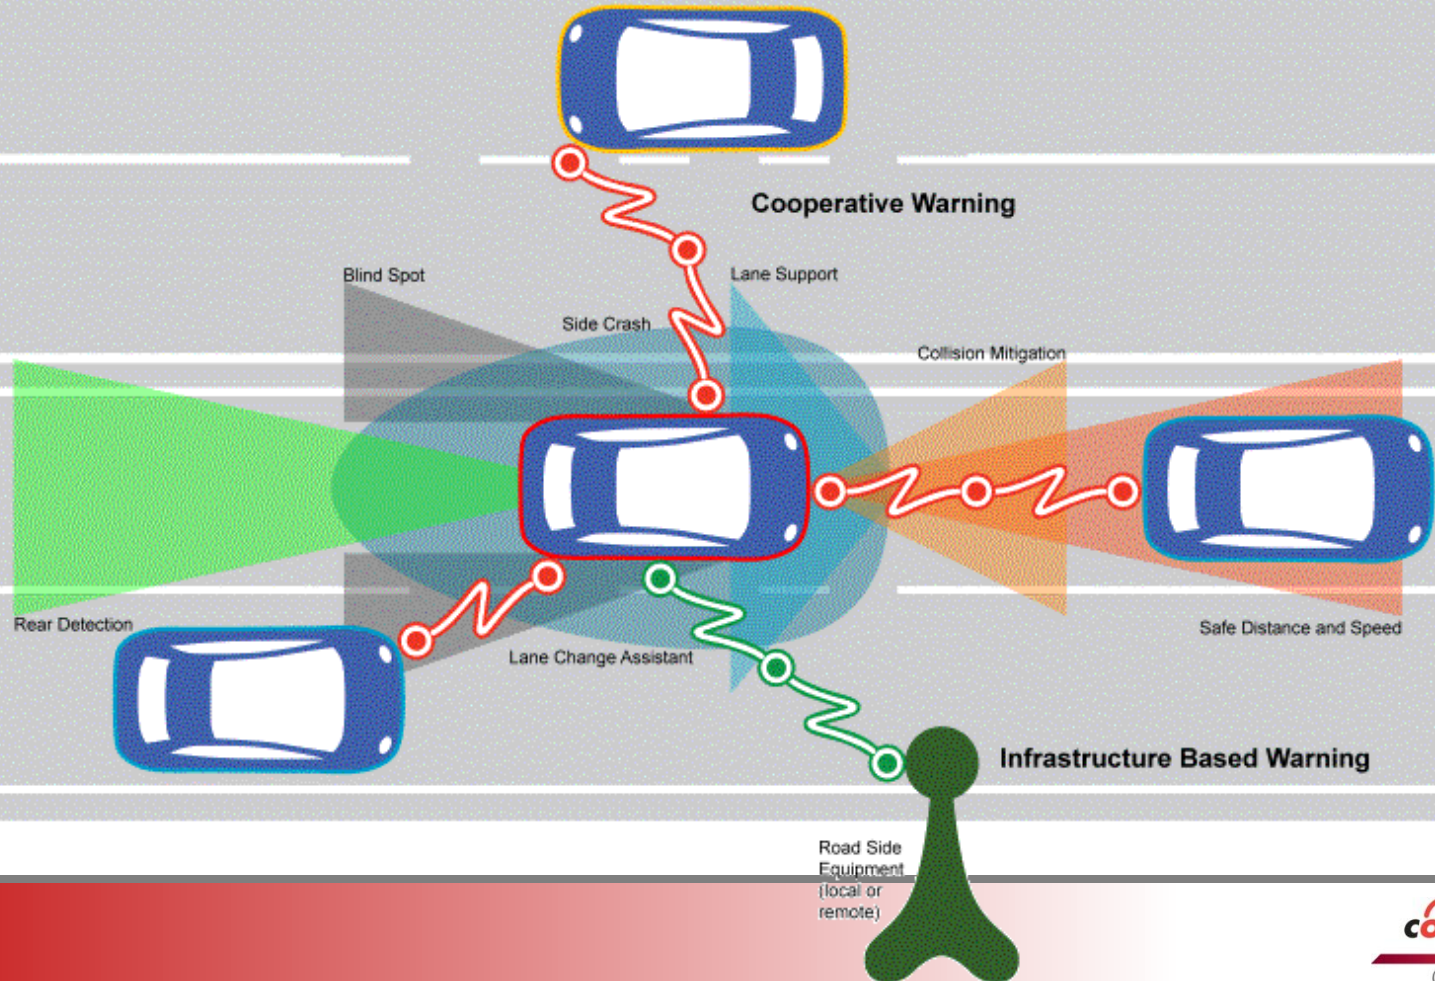 Cooperative Warning
Blind Spot
Lane Support
Side Crash
Collision Mitigation
Rear Detection
Safe Distance and Speed
Lane Change Assistant
Infrastructure Based Warning
Road Side
Equipment
(local or
remote)